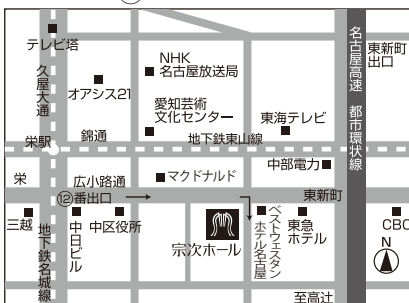 テレビ塔
久屋大通
NHK
名古屋放送局
オアシス21
愛知芸術
文化センター
東海テレビ
名古屋高速 都市環状線
東新町
出口
栄駅
錦通
地下鉄東山線
中部電力
栄
広小路通
マクドナルド
東新町
⑫番出口
三越
地下鉄名城線
中日ビル
中区役所
宗次ホール
ベストウェスタン
ホテル名古屋
東急
ホテル
CBC
N
至高辻